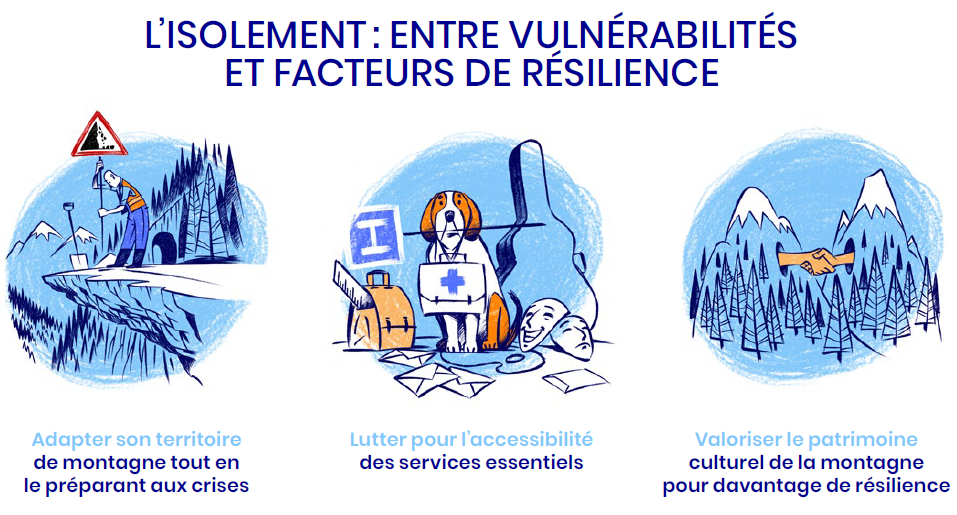 L’ISOLEMENT : ENTRE VULNÉRABILITÉS
ET FACTEURS DE RÉSILIENCE
H
Adapter son territoire
de montagne tout en
le préparant aux crises
Lutter pour l’accessibilité
des services essentiels
Valoriser le patrimoine
culturel de la montagne
pour davantage de résilience